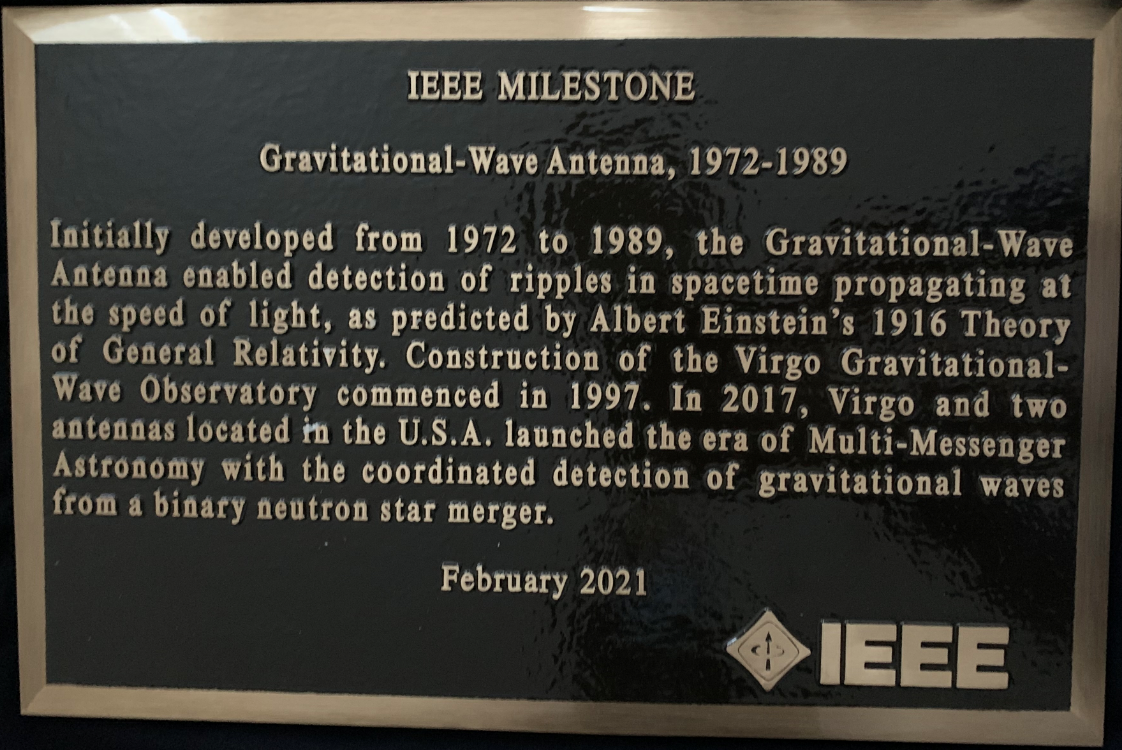 IEEE MILESTONE
Gravitational-Wave Antenna, 1972-1989
Initially developed from 1972 to 1989, the Gravitational-Wave
Antenna enabled detection of ripples in spacetime propagating at
the speed of light, as predicted by Albert Einstein's 1916 Theory
of General Relativity. Construction of the Virgo Gravitational-
Wave Observatory commenced in 1997. In 2017, Virgo and two
antennas located in the U.S.A. launched the era of Multi-Messenger
Astronomy with the coordinated detection of gravitational waves
from a binary neutron star merger.
February 2021
IEEE